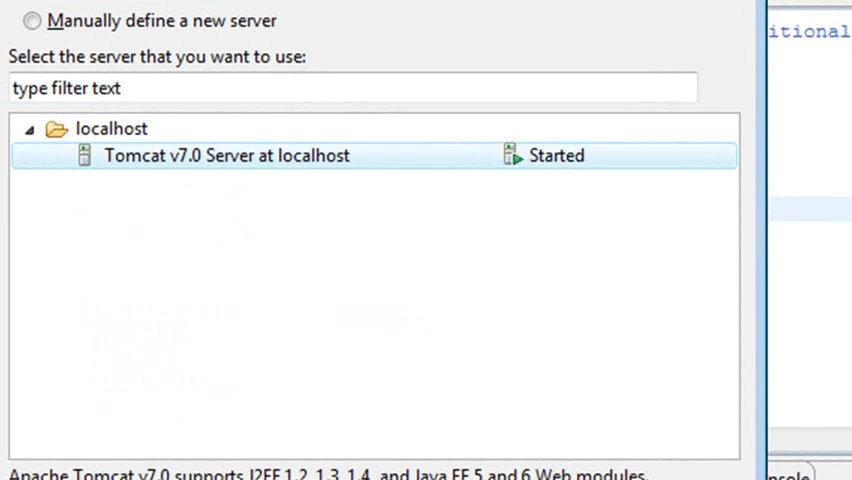 Manually define a new server
itional
Select the server that you want to use:
type filter text
localhost
Tomcat v7.0 Server at localhost Started
Apache Tomcat v7.0 supports J2EE 1.2, 1.3, 1.4, and Java EE 5 and 6 Web modules.
nsole